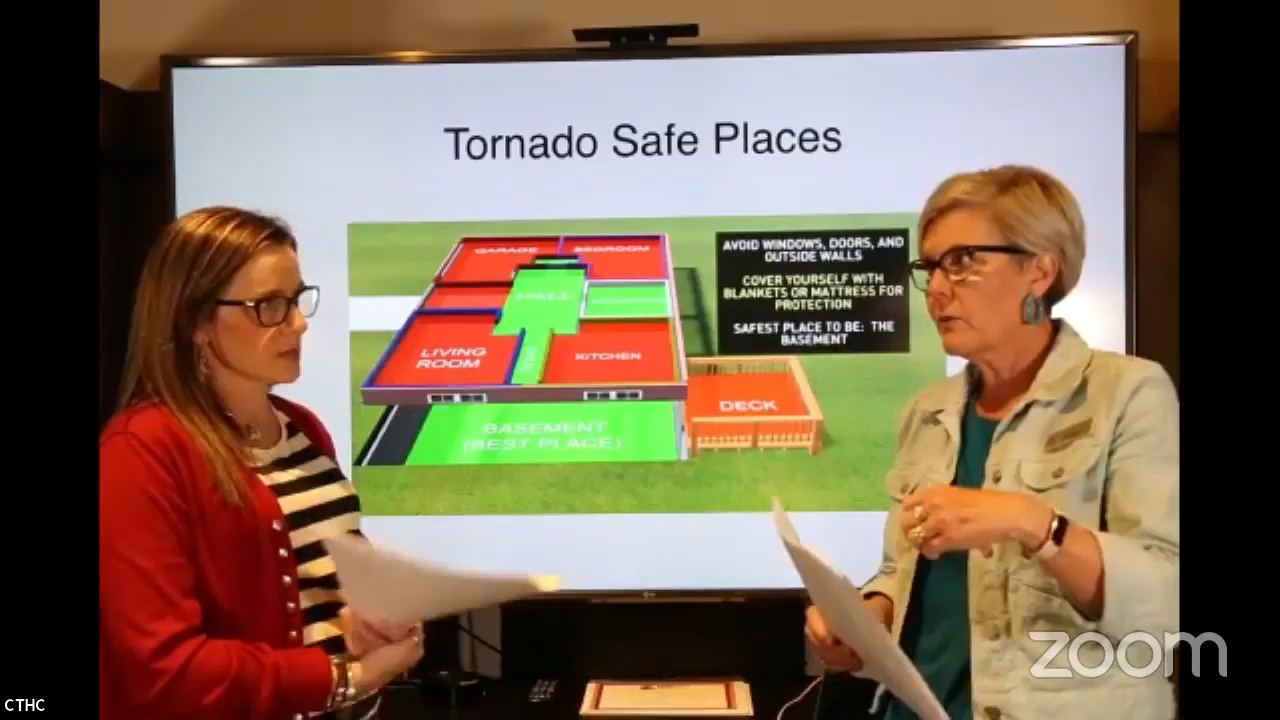 Tornado Safe Places
GARAGE
BEDROOM
HALL
LIVING
ROOM
KITCHEN
DECK
BASEMENT
(BEST PLACE)
AVOID WINDOWS, DOORS, AND
OUTSIDE WALLS
COVER YOURSELF WITH
BLANKETS OR MATTRESS FOR
PROTECTION
SAFEST PLACE TO BE: THE
BASEMENT
zoom
CTHC